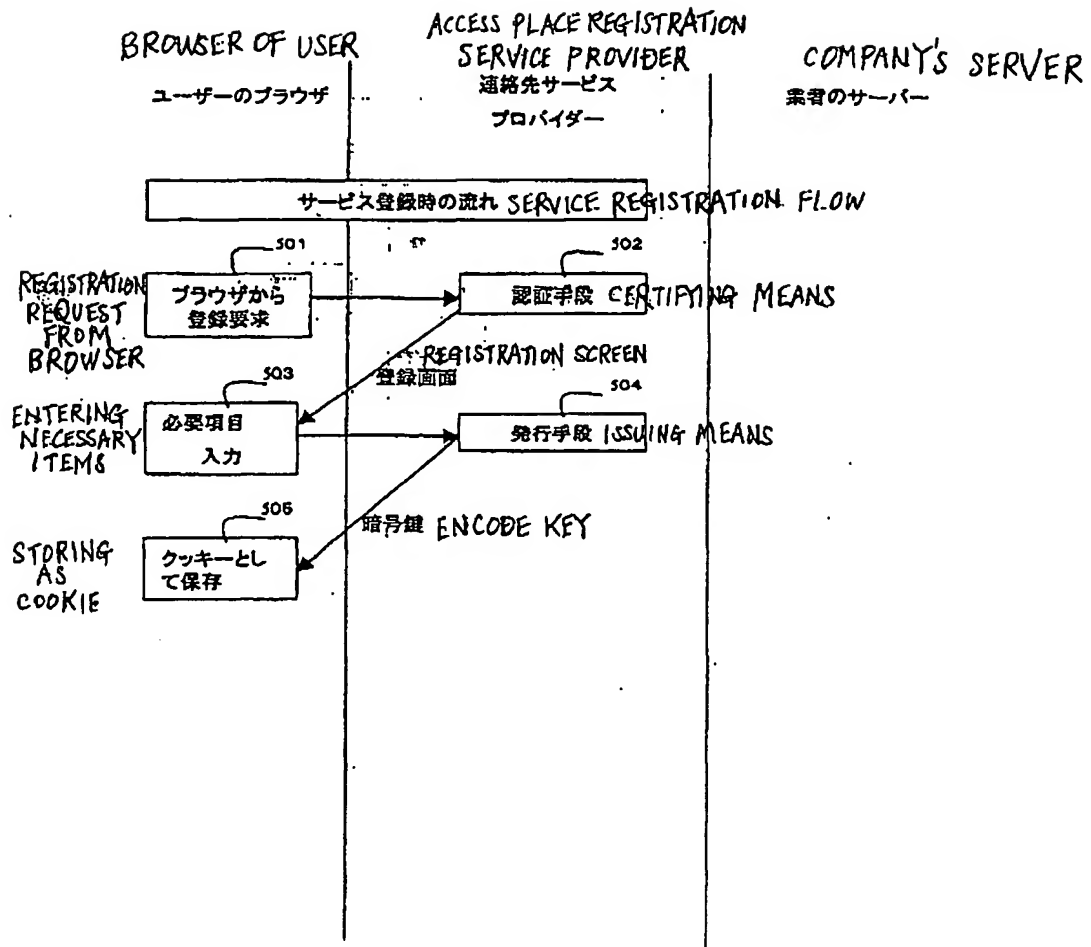 BROWSER OF USER
ユーザーのブラウザ
ACCESS PLACE REGISTRATION
SERVICE PROVIDER
連絡先サービス
プロバイダー
COMPANY'S SERVER
業者のサーバー
サービス登録時の流れ SERVICE REGISTRATION FLOW
501
502
REGISTRATION
REQUEST
FROM
BROWSER
ブラウザから
登録要求
認証手段 CERTIFYING MEANS
REGISTRATION SCREEN
登録画面
503
504
ENTERING
NECESSARY
ITEMS
必要項目
入力
発行手段 ISSUING MEANS
505
暗号鍵 ENCODE KEY
STORING
AS
COOKIE
クッキーとし
て保存